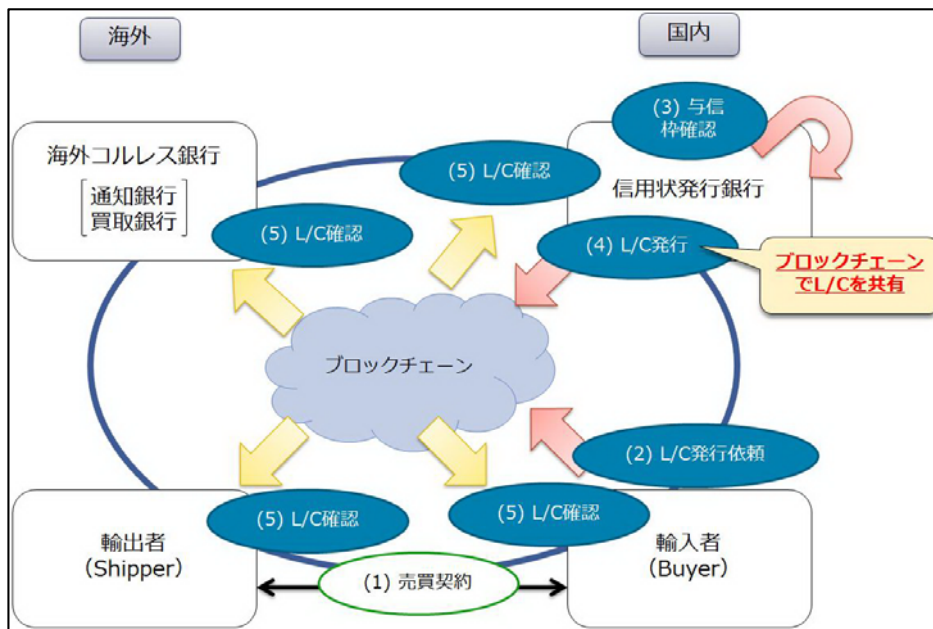 海外
国内
(3) 与信
枠確認
海外コルレス銀行
通知銀行
買取銀行
(5) L/C確認
信用状発行銀行
(5) L/C確認
(4) L/C発行
ブロックチェーン
でL/Cを共有
ブロックチェーン
(2) L/C発行依頼
(5) L/C確認
(5) L/C確認
輸出者
(Shipper)
輸入者
(Buyer)
(1) 売買契約